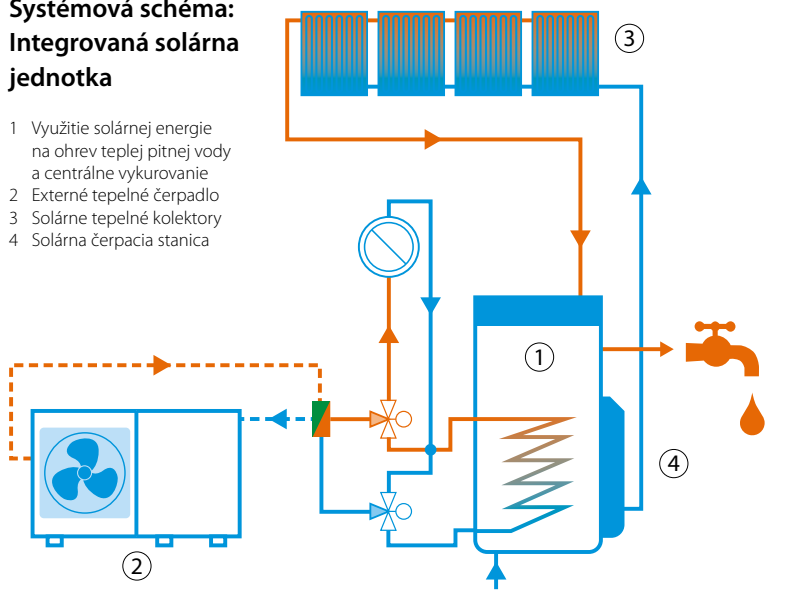 Systémová schéma:
Integrovaná solárna
jednotka
1 Využitie solárnej energie
na ohrev teplej pitnej vody
a centrálne vykurovanie
2 Externé tepelné čerpadlo
3 Solárne tepelné kolektory
4 Solárna čerpacia stanica
3
1
4
2